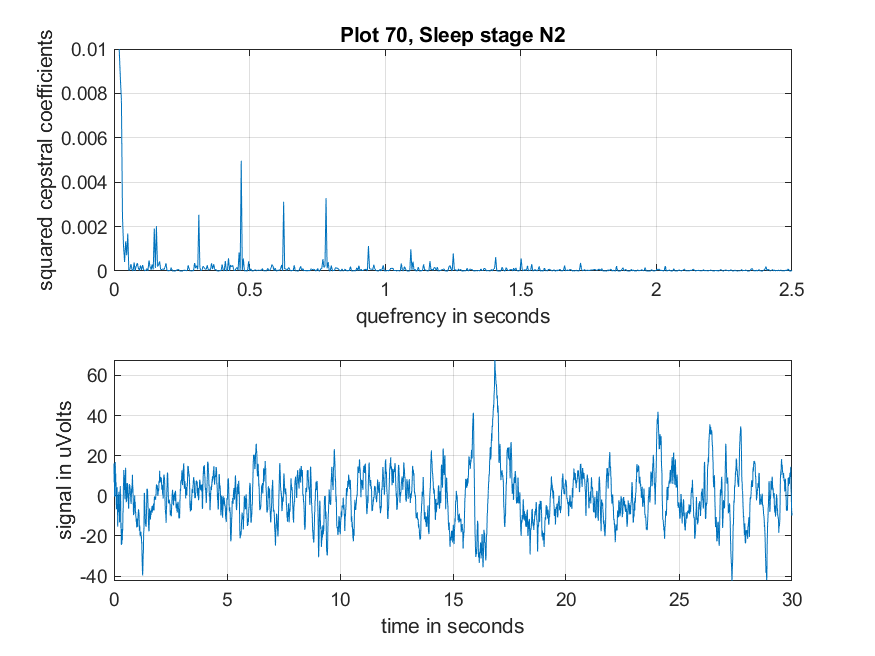 Plot 70, Sleep stage N2
squared cepstral coefficients
0.01
0.008
0.006
0.004
0.002
0
0 0.5 1 1.5 2 2.5
quefrency in seconds
signal in uVolts
60
40
20
0
-20
-40
0 5 10 15 20 25 30
time in seconds